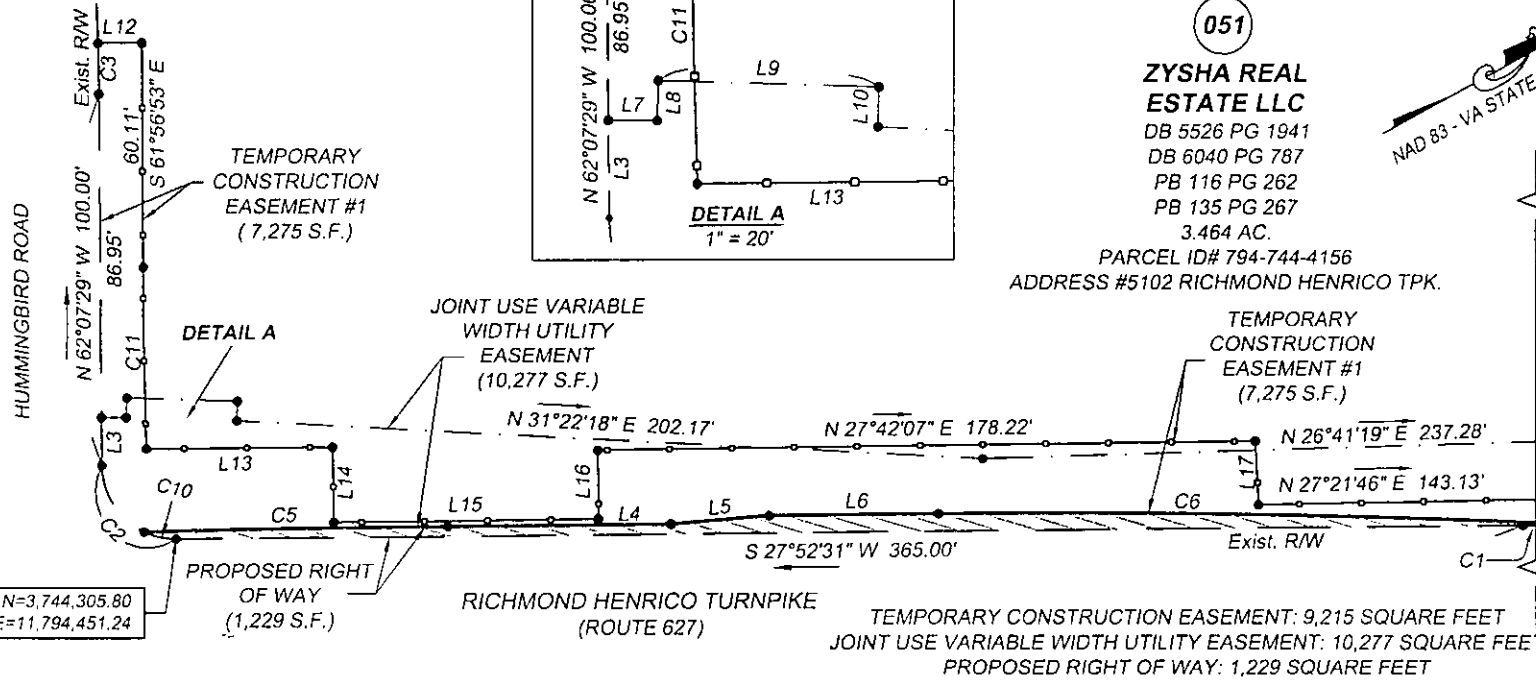 L12
Exist. R/W
C3
60.11'
S 61°56'53" E
TEMPORARY
CONSTRUCTION
EASEMENT #1
( 7,275 S.F.)
HUMMINGBIRD ROAD
N 62°07'29" W 100.00'
86.95'
C11
DETAIL A
L3
N 62°07'29" W 100.00
86.95'
C11
L9
L7
L8
L10
L3
L13
DETAIL A
1" = 20'
051
ZYSHA REAL
ESTATE LLC
DB 5526 PG 1941
DB 6040 PG 787
PB 116 PG 262
PB 135 PG 267
3.464 AC.
PARCEL ID# 794-744-4156
ADDRESS #5102 RICHMOND HENRICO TPK.
NAD 83 - VA STATE
JOINT USE VARIABLE
WIDTH UTILITY
EASEMENT
(10,277 S.F.)
TEMPORARY
CONSTRUCTION
EASEMENT #1
(7,275 S.F.)
N 31°22'18" E 202.17'
N 27°42'07" E 178.22'
N 26°41'19" E 237.28'
L13
L14
L16
L17
N 27°21'46" E 143.13'
C10
C2
C5
L15
L4
L5
L6
C6
S 27°52'31" W 365.00'
Exist. R/W
C1
N=3,744,305.80
E=11,794,451.24
PROPOSED RIGHT
OF WAY
(1,229 S.F.)
RICHMOND HENRICO TURNPIKE
(ROUTE 627)
TEMPORARY CONSTRUCTION EASEMENT: 9,215 SQUARE FEET
JOINT USE VARIABLE WIDTH UTILITY EASEMENT: 10,277 SQUARE FEET
PROPOSED RIGHT OF WAY: 1,229 SQUARE FEET